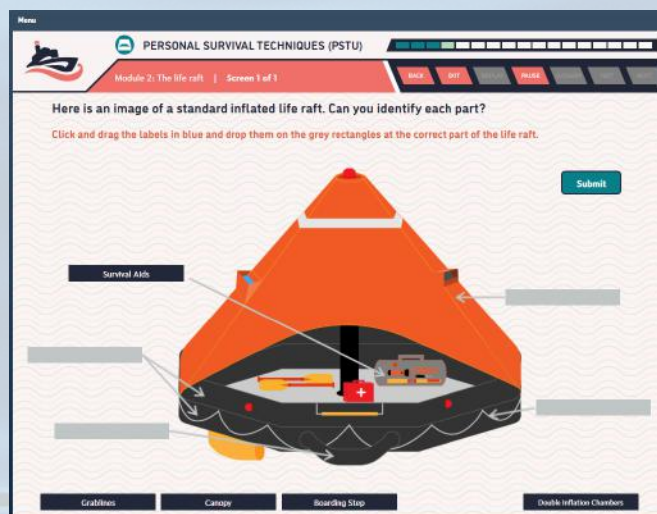 Menu
PERSONAL SURVIVAL TECHNIQUES (PSTU)
Module 2: The life raft | Screen 1 of 1
BACK EXIT REPLAY PAUSE NEXT
Here is an image of a standard inflated life raft. Can you identify each part?
Click and drag the labels in blue and drop them on the grey rectangles at the correct part of the life raft.
Submit
Survival Aids
Grablines Canopy Boarding Step Double Inflation Chambers